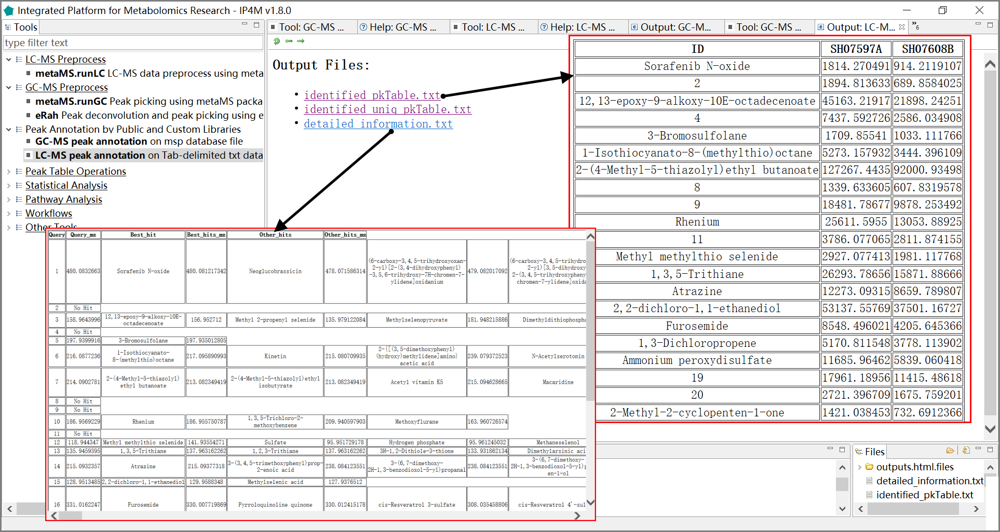 Integrated Platform for Metabolomics Research - IP4M v1.8.0
Tools
type filter text
LC-MS Preprocess
metaMS.runLC LC-MS data preprocess using meta
GC-MS Preprocess
metaMS.runGC Peak picking using metaMS packa
eRah Peak deconvolution and peak picking using e
Peak Annotation by Public and Custom Libraries
GC-MS peak annotation on msp database file
LC-MS peak annotation on Tab-delimited txt data
Peak Table Operations
Statistical Analysis
Pathway Analysis
Workflows
Other Tools
Tool: GC-MS ... Help: GC-MS ... Tool: LC-MS ... Help: LC-MS ... Output: GC-M... Tool: GC-MS ... Output: LC-M... »6
Output Files:
• identified_pkTable.txt
• identified_uniq_pkTable.txt
• detailed_information.txt
ID SH07597A SH07608B
Sorafenib N-oxide 1814.270491 914.2119107
2 1894.813633 689.8584025
12,13-epoxy-9-alkoxy-10E-octadecenoate 45163.21917 21898.24251
4 7437.592726 2586.034908
3-Bromosulfolane 1709.85541 1033.111766
1-Isothiocyanato-8-(methylthio)octane 5273.157932 3444.396109
2-(4-Methyl-5-thiazolyl)ethyl butanoate 127267.4435 92000.93498
8 1339.633605 607.8319578
9 18481.78677 9878.253492
Rhenium 25611.5955 13053.88925
11 3786.077065 2811.874155
Methyl methylthio selenide 2927.077413 1981.117768
1,3,5-Trithiane 26293.78656 15871.88666
Atrazine 12273.09315 8659.789807
2,2-dichloro-1,1-ethanediol 53137.55769 37501.16727
Furosemide 8548.496021 4205.645366
1,3-Dichloropropene 5170.811548 3778.113902
Ammonium peroxydisulfate 11685.96462 5839.060418
19 17961.18956 11415.48618
20 2721.396709 1675.759201
2-Methyl-2-cyclopenten-1-one 1421.038453 732.6912366
Query Query_mz Best_hit Best_hits_mz Other_hits Other_hits_mz
(6-carboxy-3,4,5-trihydroxyoxan- (6-carboxy-3,4,5-trihydro
2-yl)[2-(3,4-dihydroxyphenyl) 2-yl)[3,5-dihydroxy
1 480.0832663 Sorafenib N-oxide 480.081217342 Neoglucobrassicin 478.071586314 479.082017092
-3,5,6-trihydroxy-7H-chromen-7- 2-(3,4,5-trihydroxyphen
ylidene]oxidanium chromen-7-ylidene]oxida
2 No Hit
3 158.9643996 12,13-epoxy-9-alkoxy-10E- 156.952712 Methyl 2-propenyl selenide 135.979122084 Methylselenopyruvate 181.948215886 Dimethyldithiophospha
octadecenoate
4 No Hit
5 197.9399916 3-Bromosulfolane 197.935012805
2-{[(3,5-dimethoxyphenyl)
6 216.0877236 1-Isothiocyanato- 217.095890993 Kinetin 215.080709935 (hydroxy)methylidene]amino} 239.079372523 N-Acetylserotonin
8-(methylthio)octane acetic acid
7 214.0902781 2-(4-Methyl-5-thiazolyl) 213.082349419 2-(4-Methyl-5-thiazolyl)ethyl 213.082349419 Acetyl vitamin K5 215.094628665 Macaridine
ethyl butanoate isobutyrate
8 No Hit
9 No Hit
10 186.9569229 Rhenium 186.955750787 1,3,5-Trichloro-2- 209.940597903 Methoxyflurane 163.960726574
methoxybenzene
11 No Hit
12 118.944347 Methyl methylthio selenide 141.93554271 Sulfate 95.951729178 Hydrogen phosphate 95.961245032 Methaneselenol
13 135.9459395 1,3,5-Trithiane 137.963162262 1,2,3-Trithiane 137.963162262 3H-1,2-Dithiole-3-thione 133.931862134 Dimethylarsinic aci
3-(6,7-dimethoxy-
14 215.0932357 Atrazine 215.09377318 3-(3,4,5-trimethoxyphenyl)prop- 238.084123551 3-(6,7-dimethoxy- 238.084123551 2H-1,3-benzodioxol-5-yl)p
2-enoic acid 2H-1,3-benzodioxol-5-yl)propanal en-1-ol
15 128.9513485 2,2-dichloro-1,1-ethanediol 129.9588348 Methylselenic acid 127.9376512
16 331.0162247 Furosemide 330.007719869 Pyrroloquinoline quinone 330.012415178 cis-Resveratrol 3-sulfate 308.035458806 cis-Resveratrol 4'-sul
Files
outputs.html.files
detailed_information.txt
identified_pkTable.txt